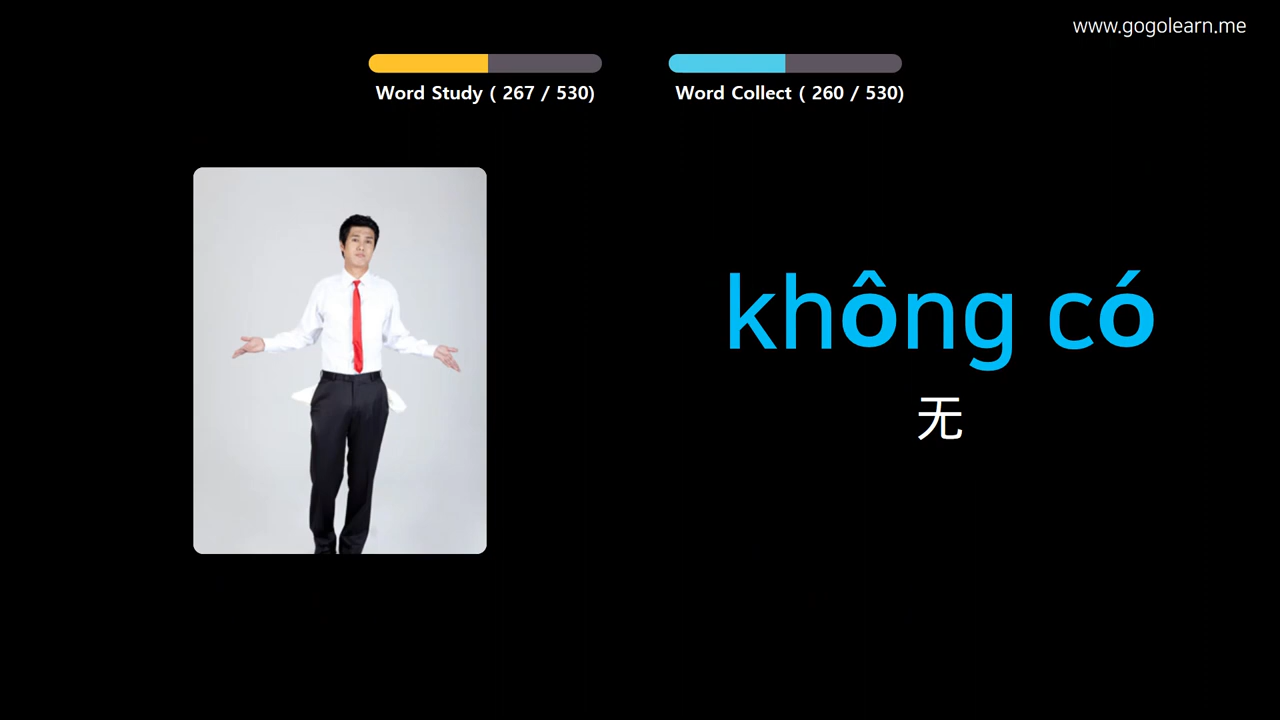 www.gogolearn.me
Word Study ( 267 / 530)
Word Collect ( 260 / 530)
không có
无